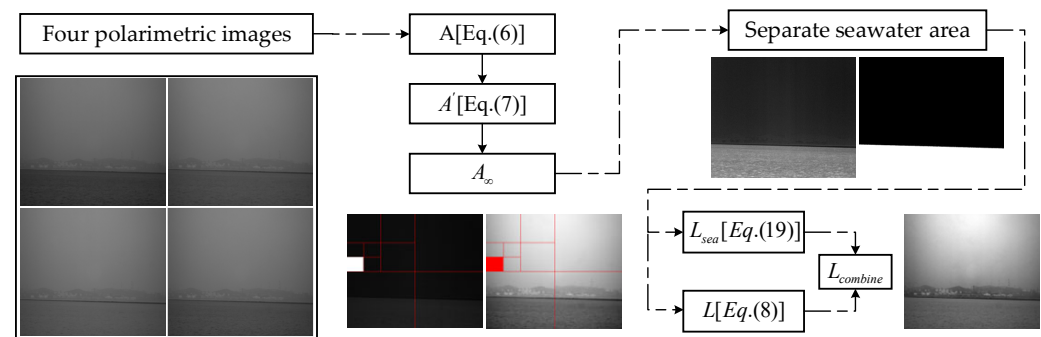 Four polarimetric images
A[Eq.(6)]
Separate seawater area
A'[Eq.(7)]
A∞
Lsea[Eq.(19)]
Lcombine
L[Eq.(8)]